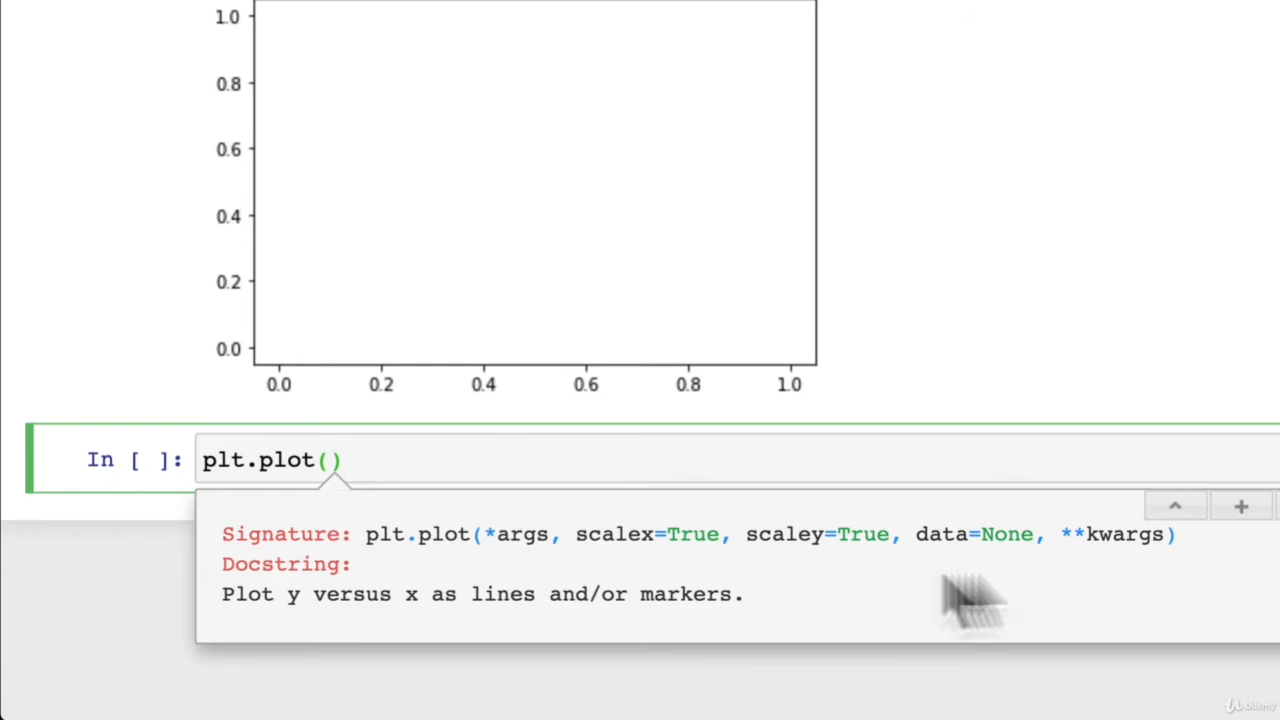 1.0
0.8
0.6
0.4
0.2
0.0
0.0 0.2 0.4 0.6 0.8 1.0
In [ ]: plt.plot()
Signature: plt.plot(*args, scalex=True, scaley=True, data=None, **kwargs)
Docstring:
Plot y versus x as lines and/or markers.
Udemy